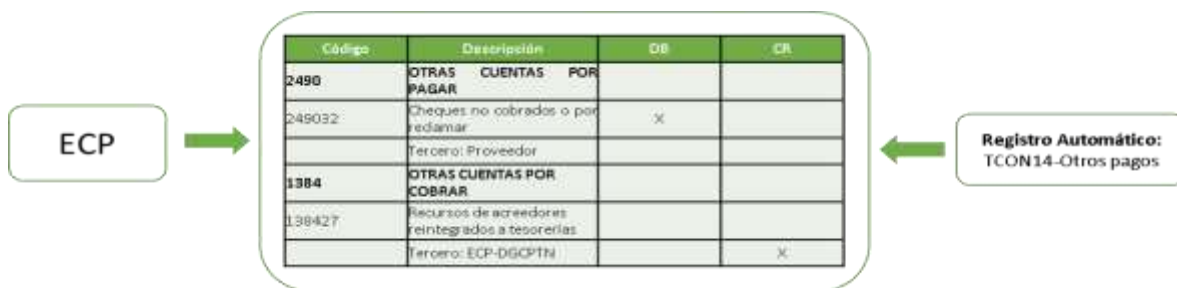 Código Descripción DB CR
2490 OTRAS CUENTAS POR
PAGAR
249032 Cheques no cobrados o por X
reclamar
Tercero: Proveedor
1384 OTRAS CUENTAS POR
COBRAR
138427 Recursos de acreedores
reintegrados a tesorerías
Tercero: ECP-DGCPTN X
ECP
Registro Automático:
TCON14-Otros pagos